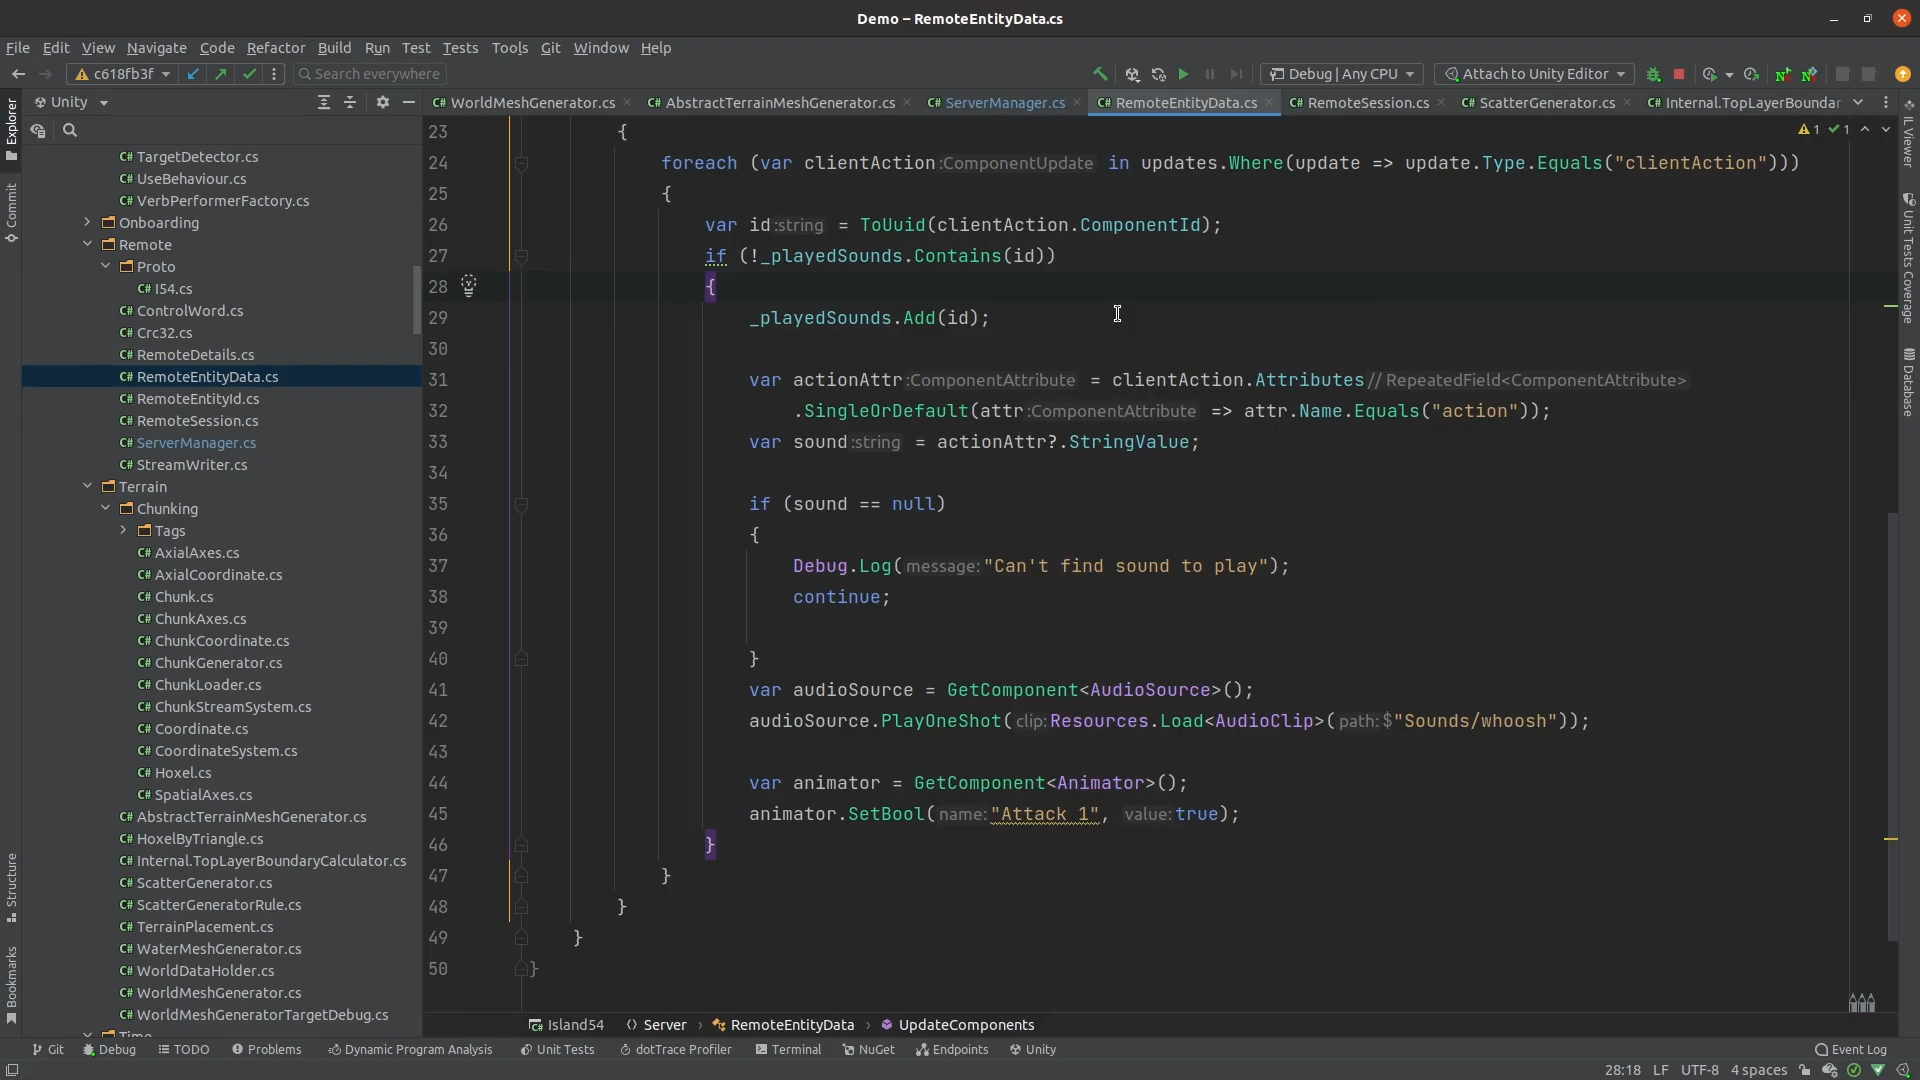 Demo – RemoteEntityData.cs
File Edit View Navigate Code Refactor Build Run Test Tests Tools Git Window Help
c618fb3f Search everywhere Debug | Any CPU Attach to Unity Editor
Unity
WorldMeshGenerator.cs AbstractTerrainMeshGenerator.cs ServerManager.cs RemoteEntityData.cs RemoteSession.cs ScatterGenerator.cs Internal.TopLayerBoundar
Explorer
Commit
Structure
Bookmarks
C# TargetDetector.cs
C# UseBehaviour.cs
C# VerbPerformerFactory.cs
Onboarding
Remote
Proto
C# I54.cs
C# ControlWord.cs
C# Crc32.cs
C# RemoteDetails.cs
C# RemoteEntityData.cs
C# RemoteEntityId.cs
C# RemoteSession.cs
C# ServerManager.cs
C# StreamWriter.cs
Terrain
Chunking
Tags
C# AxialAxes.cs
C# AxialCoordinate.cs
C# Chunk.cs
C# ChunkAxes.cs
C# ChunkCoordinate.cs
C# ChunkGenerator.cs
C# ChunkLoader.cs
C# ChunkStreamSystem.cs
C# Coordinate.cs
C# CoordinateSystem.cs
C# Hoxel.cs
C# SpatialAxes.cs
C# AbstractTerrainMeshGenerator.cs
C# HoxelByTriangle.cs
C# Internal.TopLayerBoundaryCalculator.cs
C# ScatterGenerator.cs
C# ScatterGeneratorRule.cs
C# TerrainPlacement.cs
C# WaterMeshGenerator.cs
C# WorldDataHolder.cs
C# WorldMeshGenerator.cs
C# WorldMeshGeneratorTargetDebug.cs
Time
1 1
23 {
24 foreach (var clientAction:ComponentUpdate in updates.Where(update => update.Type.Equals("clientAction")))
25 {
26 var id:string = ToUuid(clientAction.ComponentId);
27 if (!_playedSounds.Contains(id))
28 {
29 _playedSounds.Add(id);
30
31 var actionAttr:ComponentAttribute = clientAction.Attributes// RepeatedField<ComponentAttribute>
32 .SingleOrDefault(attr:ComponentAttribute => attr.Name.Equals("action"));
33 var sound:string = actionAttr?.StringValue;
34
35 if (sound == null)
36 {
37 Debug.Log(message:"Can't find sound to play");
38 continue;
39
40 }
41 var audioSource = GetComponent<AudioSource>();
42 audioSource.PlayOneShot(clip:Resources.Load<AudioClip>(path:$"Sounds/whoosh"));
43
44 var animator = GetComponent<Animator>();
45 animator.SetBool(name:"Attack 1", value:true);
46 }
47 }
48 }
49 }
50 }
IL Viewer
Unit Tests Coverage
Database
Island54 Server › RemoteEntityData › UpdateComponents
Git Debug TODO Problems Dynamic Program Analysis Unit Tests dotTrace Profiler Terminal NuGet Endpoints Unity Event Log
28:18 LF UTF-8 4 spaces